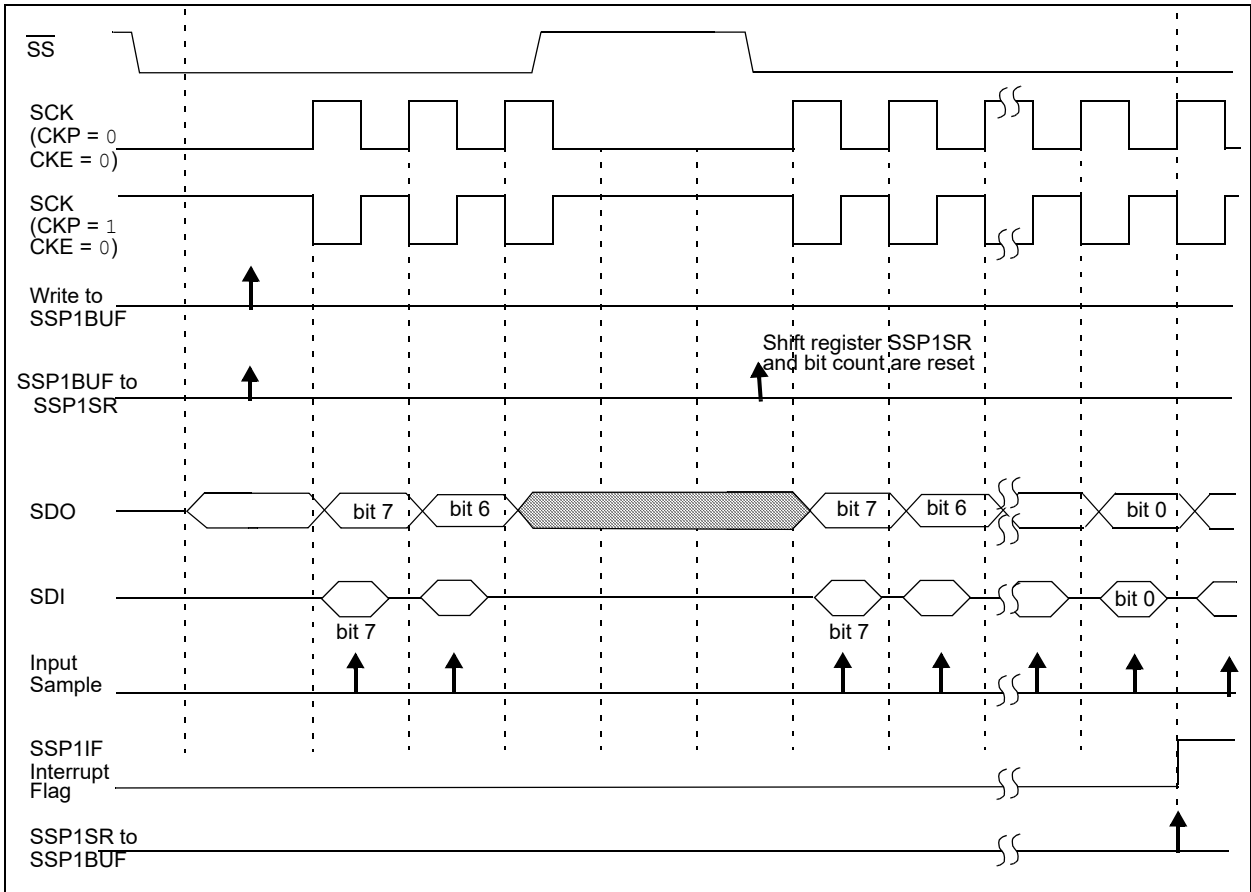 SS
SCK
(CKP = 0
CKE = 0)
SCK
(CKP = 1
CKE = 0)
Write to
SSP1BUF
Shift register SSP1SR
and bit count are reset
SSP1BUF to
SSP1SR
SDO
bit 7
bit 6
bit 7
bit 6
bit 0
SDI
bit 0
bit 7
bit 7
Input
Sample
SSP1IF
Interrupt
Flag
SSP1SR to
SSP1BUF